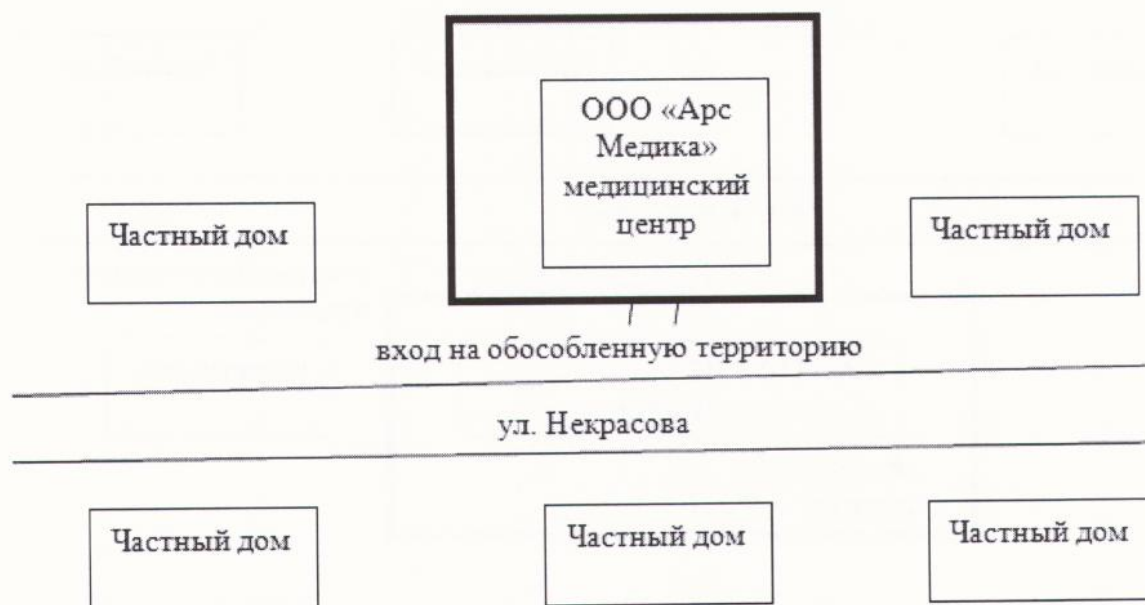 ООО «Арс
Медика»
медицинский
центр
Частный дом
Частный дом
вход на обособленную территорию
ул. Некрасова
Частный дом
Частный дом
Частный дом